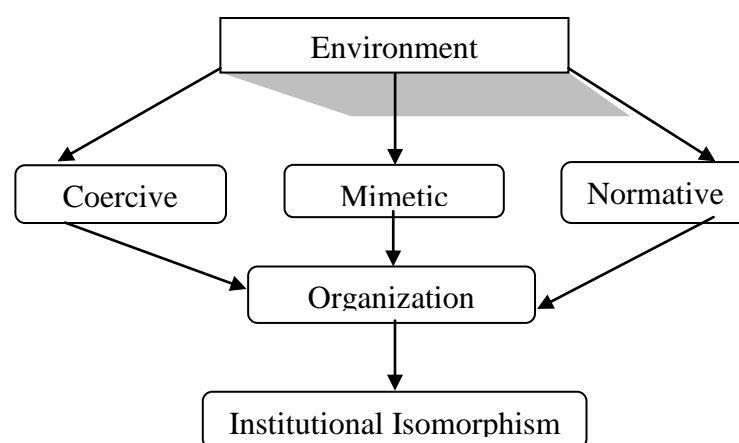 Environment
Coercive
Mimetic
Normative
Organization
Institutional Isomorphism